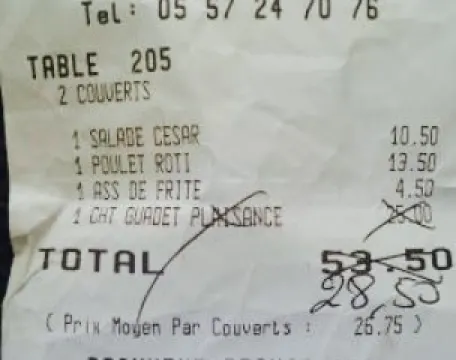 Tel: 05 57 24 70 76
TABLE 205
2 COUVERTS
1 SALADE CESAR 10.50
1 POULET ROTI 13.50
1 ASS DE FRITE 4.50
1 CHT GUADET PLAISANCE 25.00
TOTAL 53.50
28,50
( Prix Moyen Par Couverts : 26.75 )